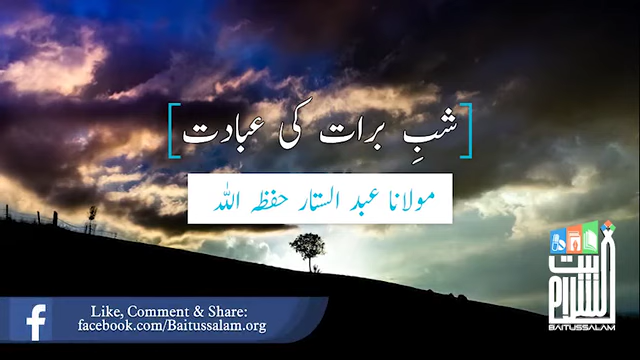 شبِ برات کی عبادت
مولانا عبد الستار حفظہ اللہ
بیت السلام
BAITUSSALAM
Like, Comment & Share:
facebook.com/Baitussalam.org